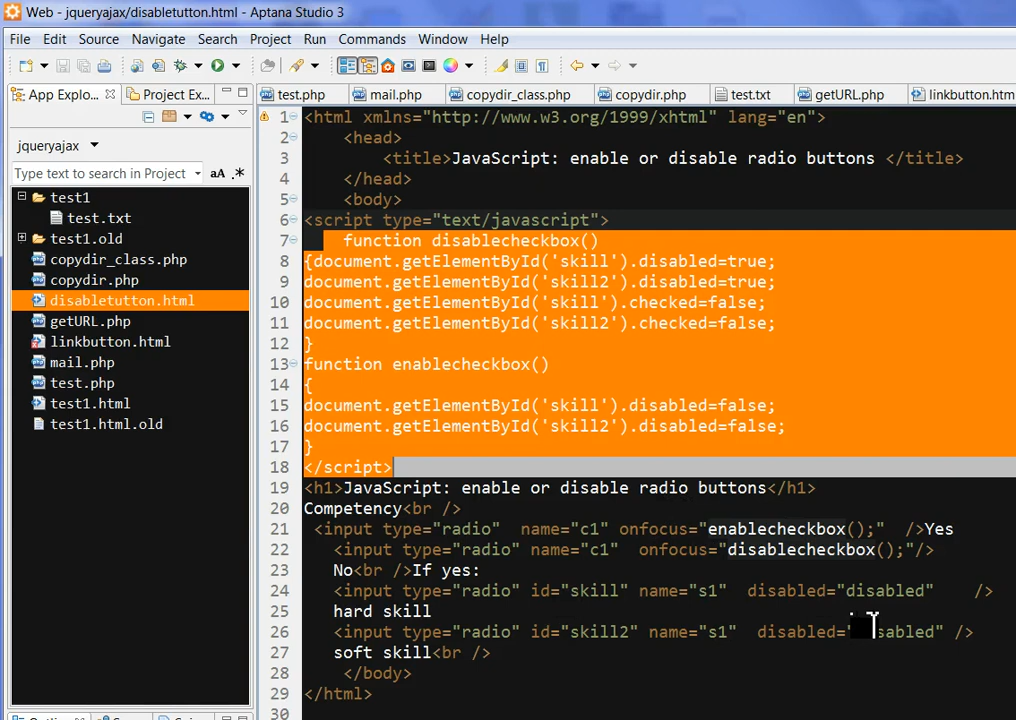 Web - jqueryajax/disabletutton.html - Aptana Studio 3
File Edit Source Navigate Search Project Run Commands Window Help
App Explo... Project Ex...
test.php mail.php copydir_class.php copydir.php test.txt getURL.php linkbutton.htm
jqueryajax
Type text to search in Project aA .*
test1
test.txt
test1.old
copydir_class.php
copydir.php
disabletutton.html
getURL.php
linkbutton.html
mail.php
test.php
test1.html
test1.html.old
1 <html xmlns="http://www.w3.org/1999/xhtml" lang="en">
2 <head>
3 <title>JavaScript: enable or disable radio buttons </title>
4 </head>
5 <body>
6 <script type="text/javascript">
7 function disablecheckbox()
8 {document.getElementById('skill').disabled=true;
9 document.getElementById('skill2').disabled=true;
10 document.getElementById('skill').checked=false;
11 document.getElementById('skill2').checked=false;
12 }
13 function enablecheckbox()
14 {
15 document.getElementById('skill').disabled=false;
16 document.getElementById('skill2').disabled=false;
17 }
18 </script>
19 <h1>JavaScript: enable or disable radio buttons</h1>
20 Competency<br />
21 <input type="radio" name="c1" onfocus="enablecheckbox();" />Yes
22 <input type="radio" name="c1" onfocus="disablecheckbox();"/>
23 No<br />If yes:
24 <input type="radio" id="skill" name="s1" disabled="disabled" />
25 hard skill
26 <input type="radio" id="skill2" name="s1" disabled="sabled" />
27 soft skill<br />
28 </body>
29 </html>
30